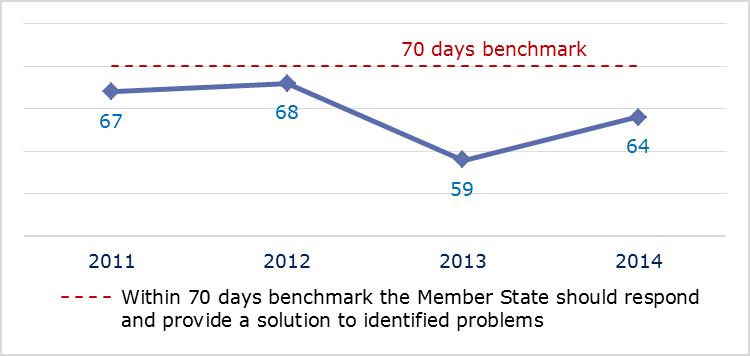 70 days benchmark
67
68
59
64
2011
2012
2013
2014
Within 70 days benchmark the Member State should respond
and provide a solution to identified problems